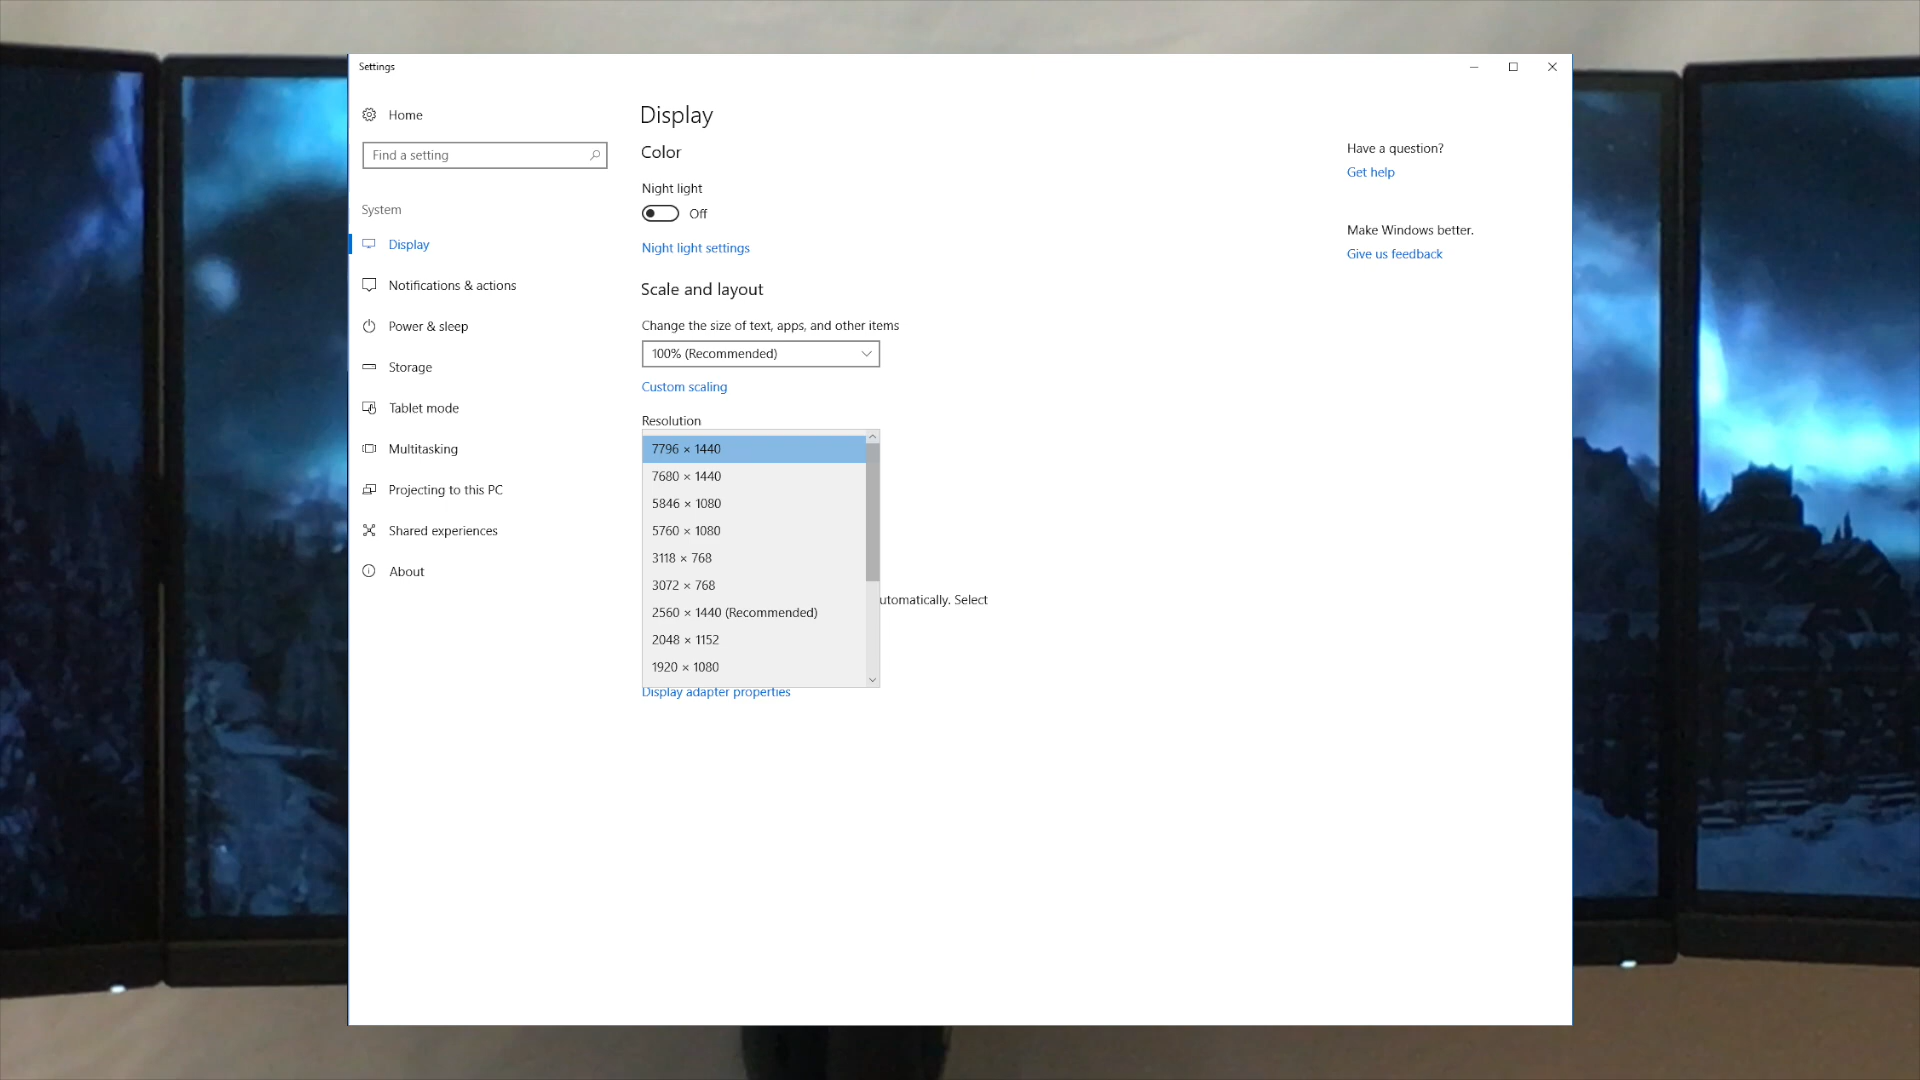 Settings
Home
Find a setting
System
Display
Notifications & actions
Power & sleep
Storage
Tablet mode
Multitasking
Projecting to this PC
Shared experiences
About
Display
Color
Night light
Off
Night light settings
Scale and layout
Change the size of text, apps, and other items
100% (Recommended)
Custom scaling
Resolution
7796 × 1440
7680 × 1440
5846 × 1080
5760 × 1080
3118 × 768
3072 × 768
2560 × 1440 (Recommended)
2048 × 1152
1920 × 1080
utomatically. Select
Display adapter properties
Have a question?
Get help
Make Windows better.
Give us feedback